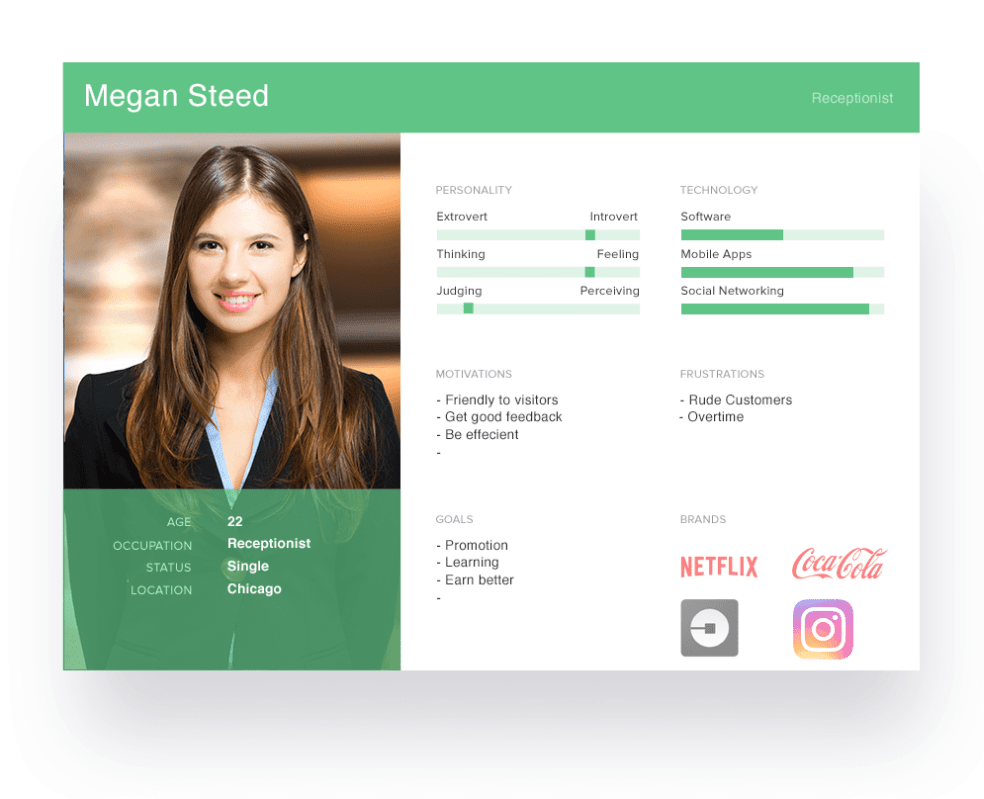 Megan Steed
Receptionist
PERSONALITY
Extrovert Introvert
Thinking Feeling
Judging Perceiving
TECHNOLOGY
Software
Mobile Apps
Social Networking
MOTIVATIONS
- Friendly to visitors
- Get good feedback
- Be effecient
-
FRUSTRATIONS
- Rude Customers
- Overtime
AGE 22
OCCUPATION Receptionist
STATUS Single
LOCATION Chicago
GOALS
- Promotion
- Learning
- Earn better
-
BRANDS
NETFLIX Coca-Cola